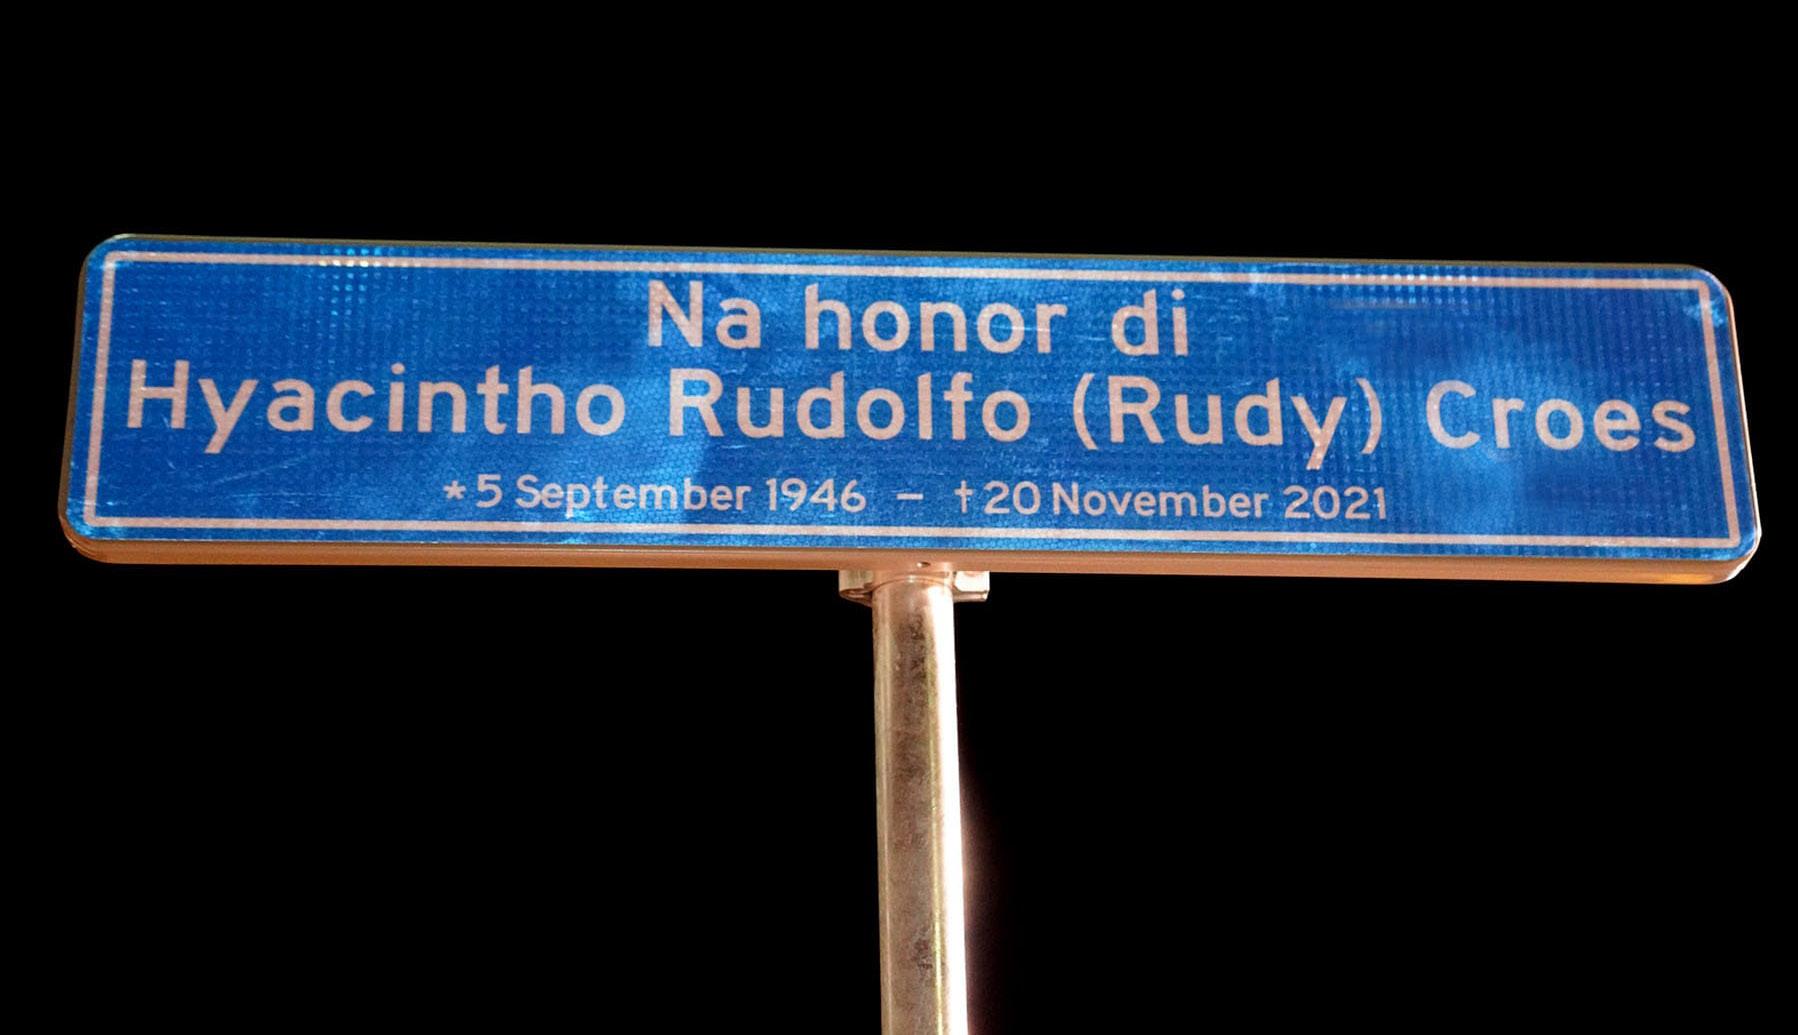 Na honor di
Hyacintho Rudolfo (Rudy) Croes
*5 September 1946 – †20 November 2021